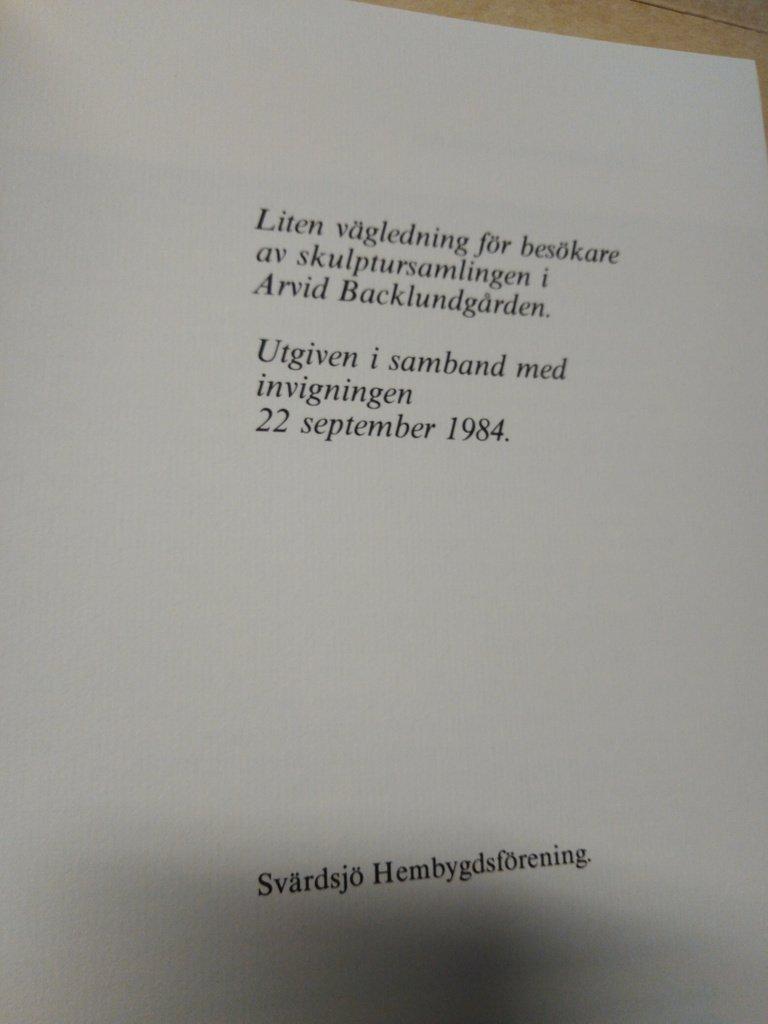 Liten vägledning för besökare
av skulptursamlingen i
Arvid Backlundgården.
Utgiven i samband med
invigningen
22 september 1984.
Svärdsjö Hembygdsförening.